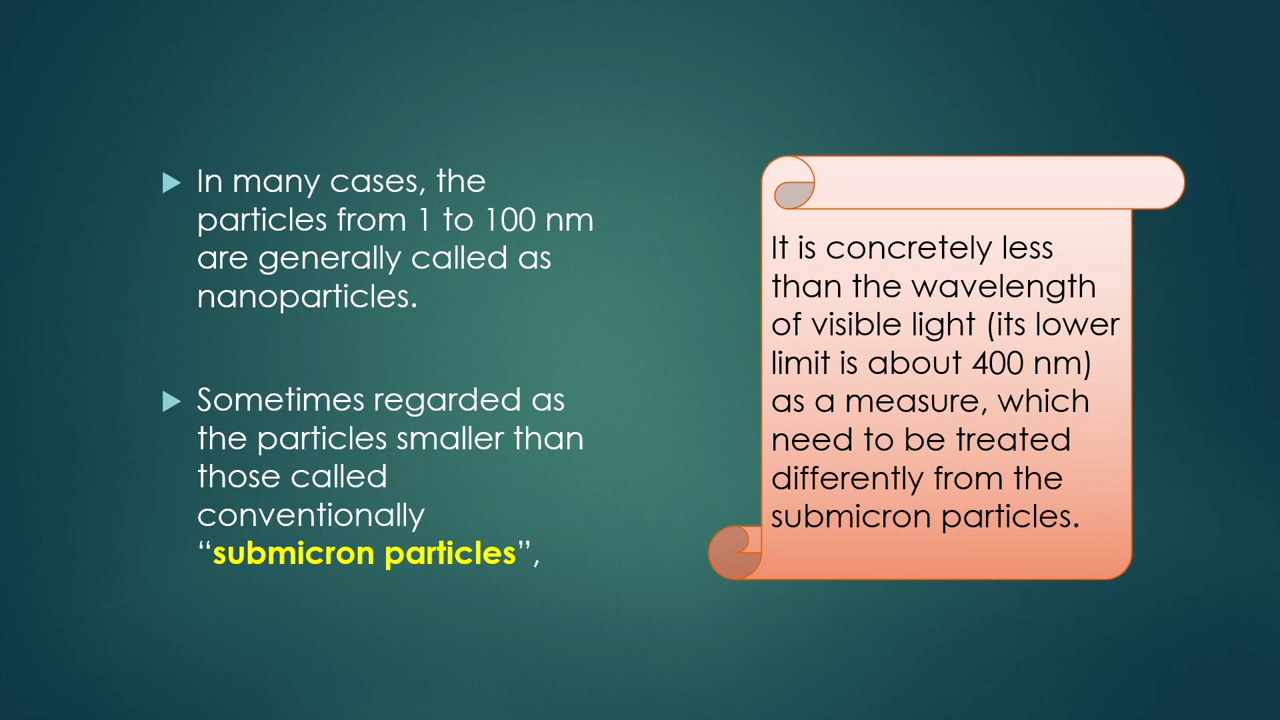 In many cases, the
particles from 1 to 100 nm
are generally called as
nanoparticles.
Sometimes regarded as
the particles smaller than
those called
conventionally
“submicron particles”,
It is concretely less
than the wavelength
of visible light (its lower
limit is about 400 nm)
as a measure, which
need to be treated
differently from the
submicron particles.